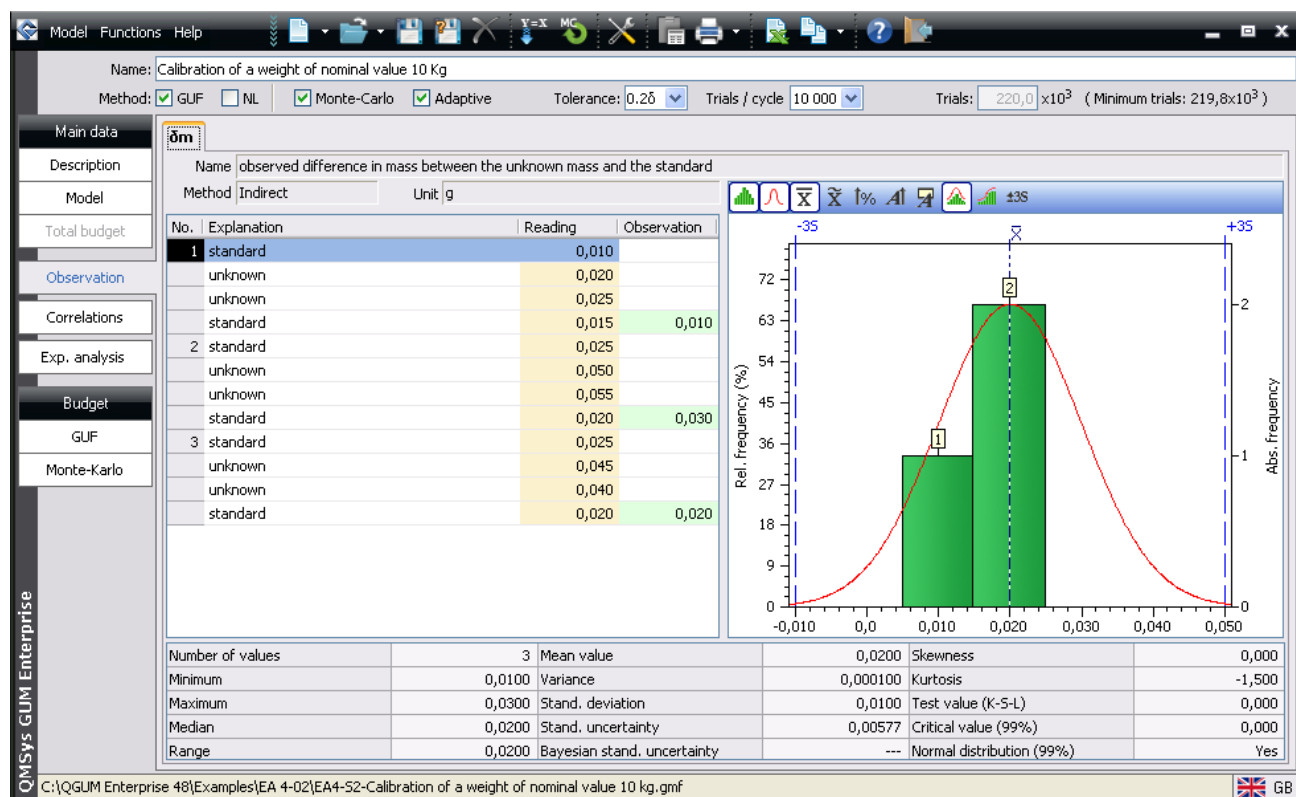 Model Functions Help
Y=X MC
Name: Calibration of a weight of nominal value 10 Kg
Method: GUF NL Monte-Carlo Adaptive Tolerance: 0.2δ Trials / cycle 10 000 Trials: 220,0 x10³ ( Minimum trials: 219,8x10³ )
Main data
Description
Model
Total budget
Observation
Correlations
Exp. analysis
Budget
GUF
Monte-Karlo
QMSys GUM Enterprise
δm
Name observed difference in mass between the unknown mass and the standard
Method Indirect Unit g
No. Explanation Reading Observation
1 standard 0,010
unknown 0,020
unknown 0,025
standard 0,015 0,010
2 standard 0,025
unknown 0,050
unknown 0,055
standard 0,020 0,030
3 standard 0,025
unknown 0,045
unknown 0,040
standard 0,020 0,020
X̅ X̃ % A ±3S
-3S X̅ +3S
72
63
54
45
36
27
18
9
0
Rel. frequency (%)
1
2
2
1
0
Abs. frequency
-0,010 0,0 0,010 0,020 0,030 0,040 0,050
Number of values 3 Mean value 0,0200 Skewness 0,000
Minimum 0,0100 Variance 0,000100 Kurtosis -1,500
Maximum 0,0300 Stand. deviation 0,0100 Test value (K-S-L) 0,000
Median 0,0200 Stand. uncertainty 0,00577 Critical value (99%) 0,000
Range 0,0200 Bayesian stand. uncertainty --- Normal distribution (99%) Yes
C:\QGUM Enterprise 48\Examples\EA 4-02\EA4-S2-Calibration of a weight of nominal value 10 kg.gmf GB